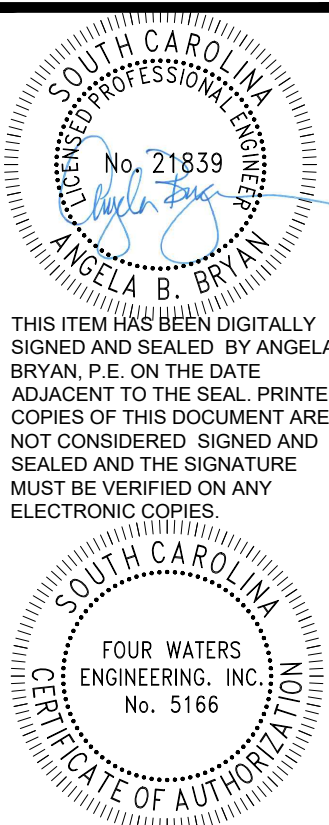 SOUTH CAROLINA
LICENSED PROFESSIONAL ENGINEER
No. 21839
Angela Bryan
ANGELA B. BRYAN
THIS ITEM HAS BEEN DIGITALLY
SIGNED AND SEALED BY ANGELA
BRYAN, P.E. ON THE DATE
ADJACENT TO THE SEAL. PRINTE
COPIES OF THIS DOCUMENT ARE
NOT CONSIDERED SIGNED AND
SEALED AND THE SIGNATURE
MUST BE VERIFIED ON ANY
ELECTRONIC COPIES.
SOUTH CAROLINA
FOUR WATERS
ENGINEERING. INC.
No. 5166
CERTIFICATE OF AUTHORIZATION